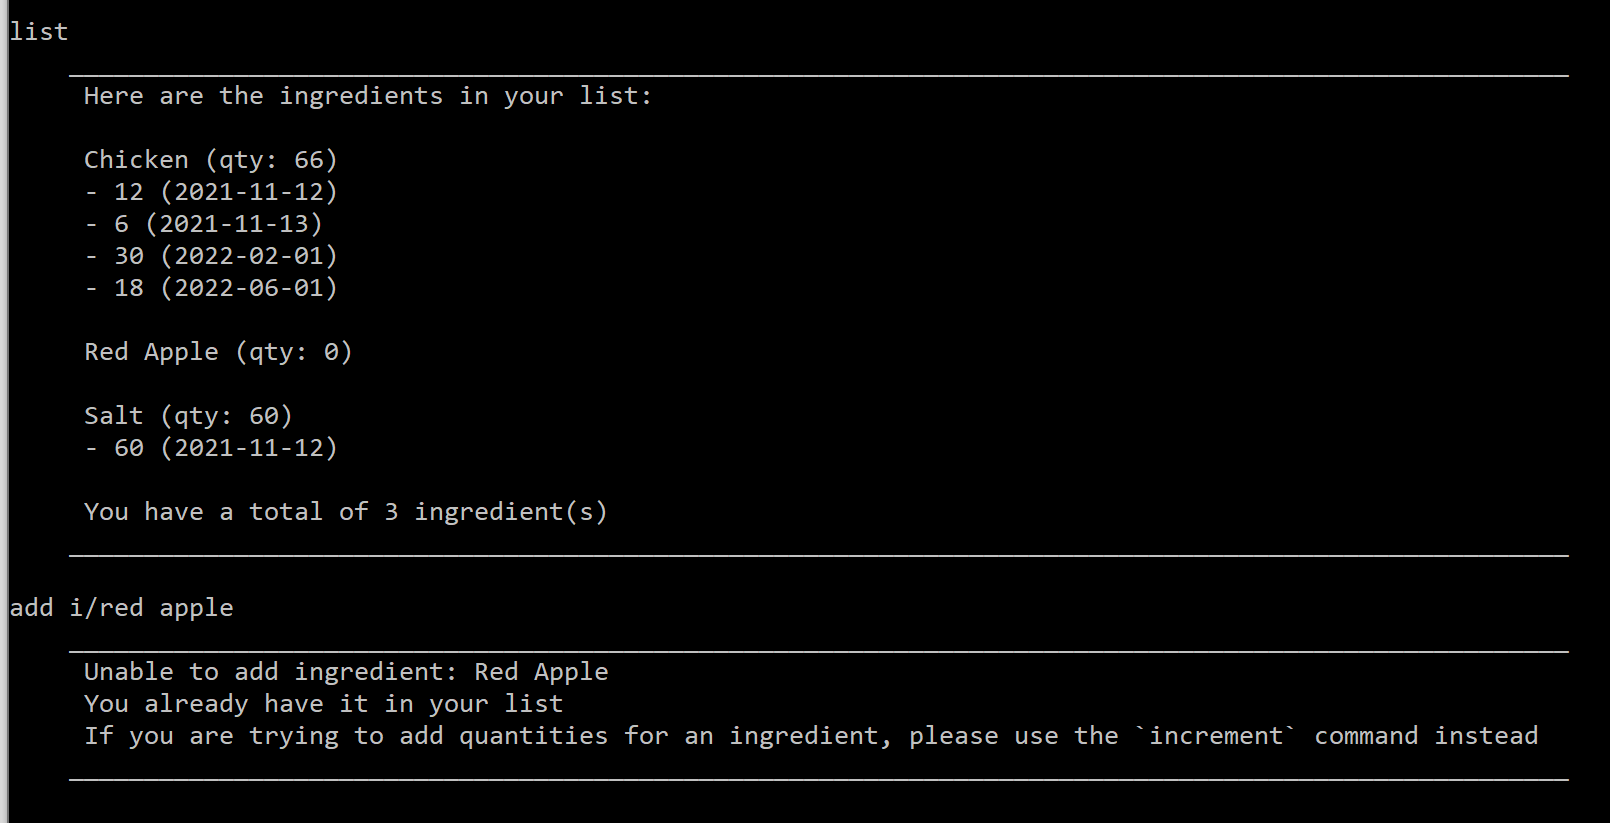 list
Here are the ingredients in your list:
Chicken (qty: 66)
- 12 (2021-11-12)
- 6 (2021-11-13)
- 30 (2022-02-01)
- 18 (2022-06-01)
Red Apple (qty: 0)
Salt (qty: 60)
- 60 (2021-11-12)
You have a total of 3 ingredient(s)
add i/red apple
Unable to add ingredient: Red Apple
You already have it in your list
If you are trying to add quantities for an ingredient, please use the `increment` command instead